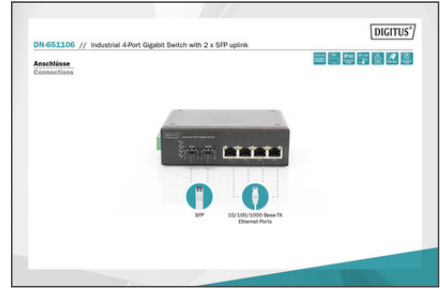 DIGITUS®
DN-651106 // Industrial 4-Port Gigabit Switch with 2 x SFP uplink
Anschlüsse
Connections
DIGITUS
SFP
10/100/1000 Base-TX
Ethernet Ports